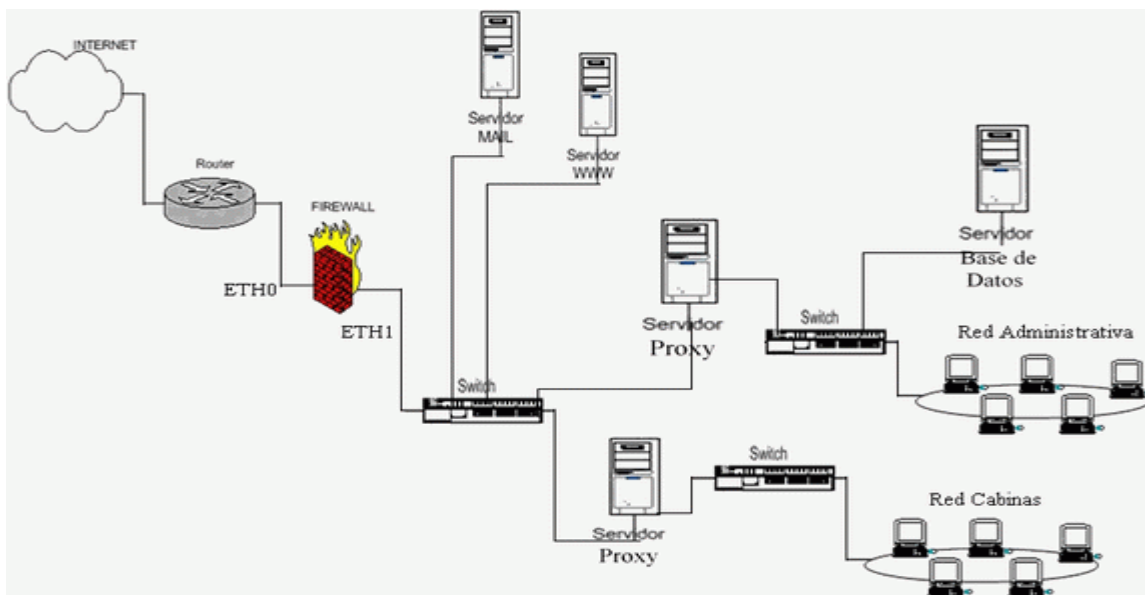 INTERNET
Router
FIREWALL
ETH0
ETH1
Servidor
MAIL
Servidor
WWW
Switch
Servidor
Proxy
Switch
Servidor
Base de
Datos
Red Administrativa
Servidor
Proxy
Switch
Red Cabinas